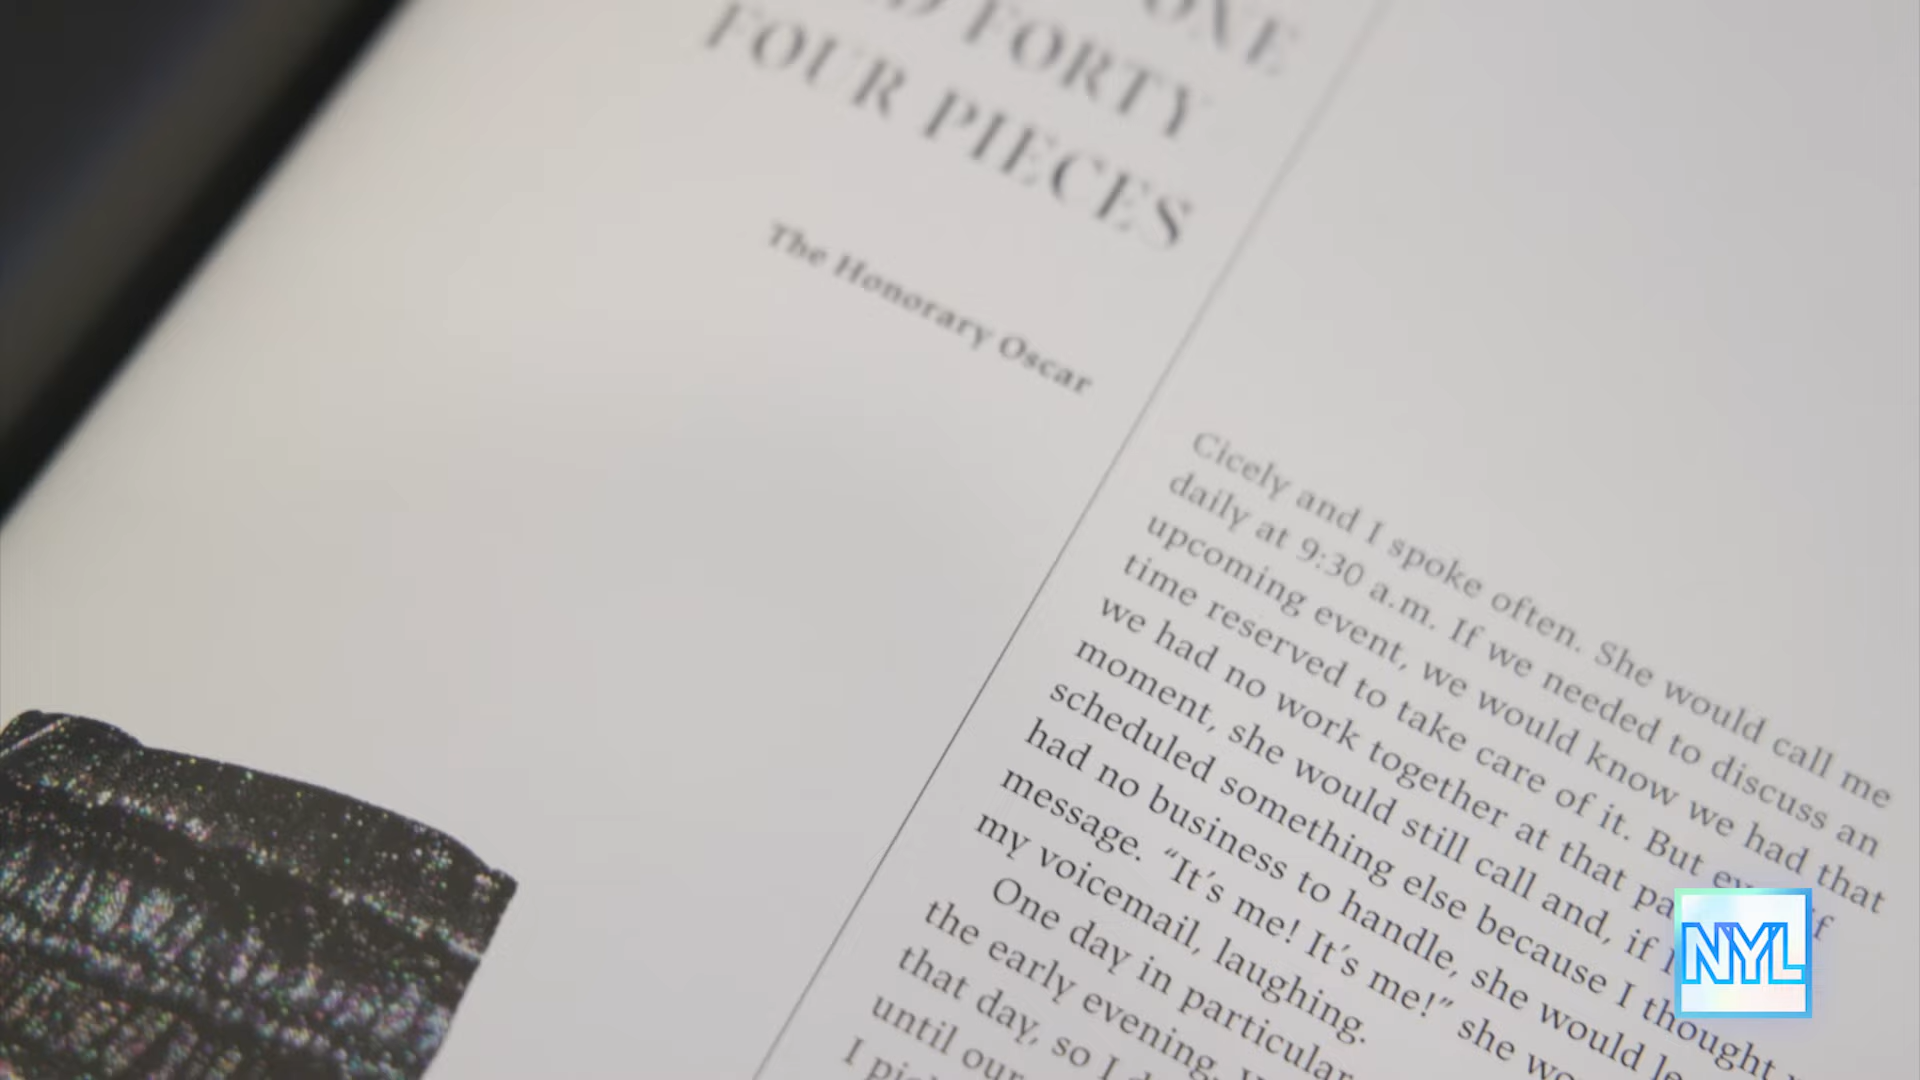 ONE
FORTY
FOUR PIECES
The Honorary Oscar
Cicely and I spoke often. She would call me
daily at 9:30 a.m. If we needed to discuss an
upcoming event, we would know we had that
time reserved to take care of it. But if
we had no work together at that
moment, she would still call and, if I
scheduled something else because I thought
had no business to handle, she would
message. “It’s me! It’s me!” she
my voicemail, laughing.
One day in particular
the early evening,
that day, so I
until our
I
NYL